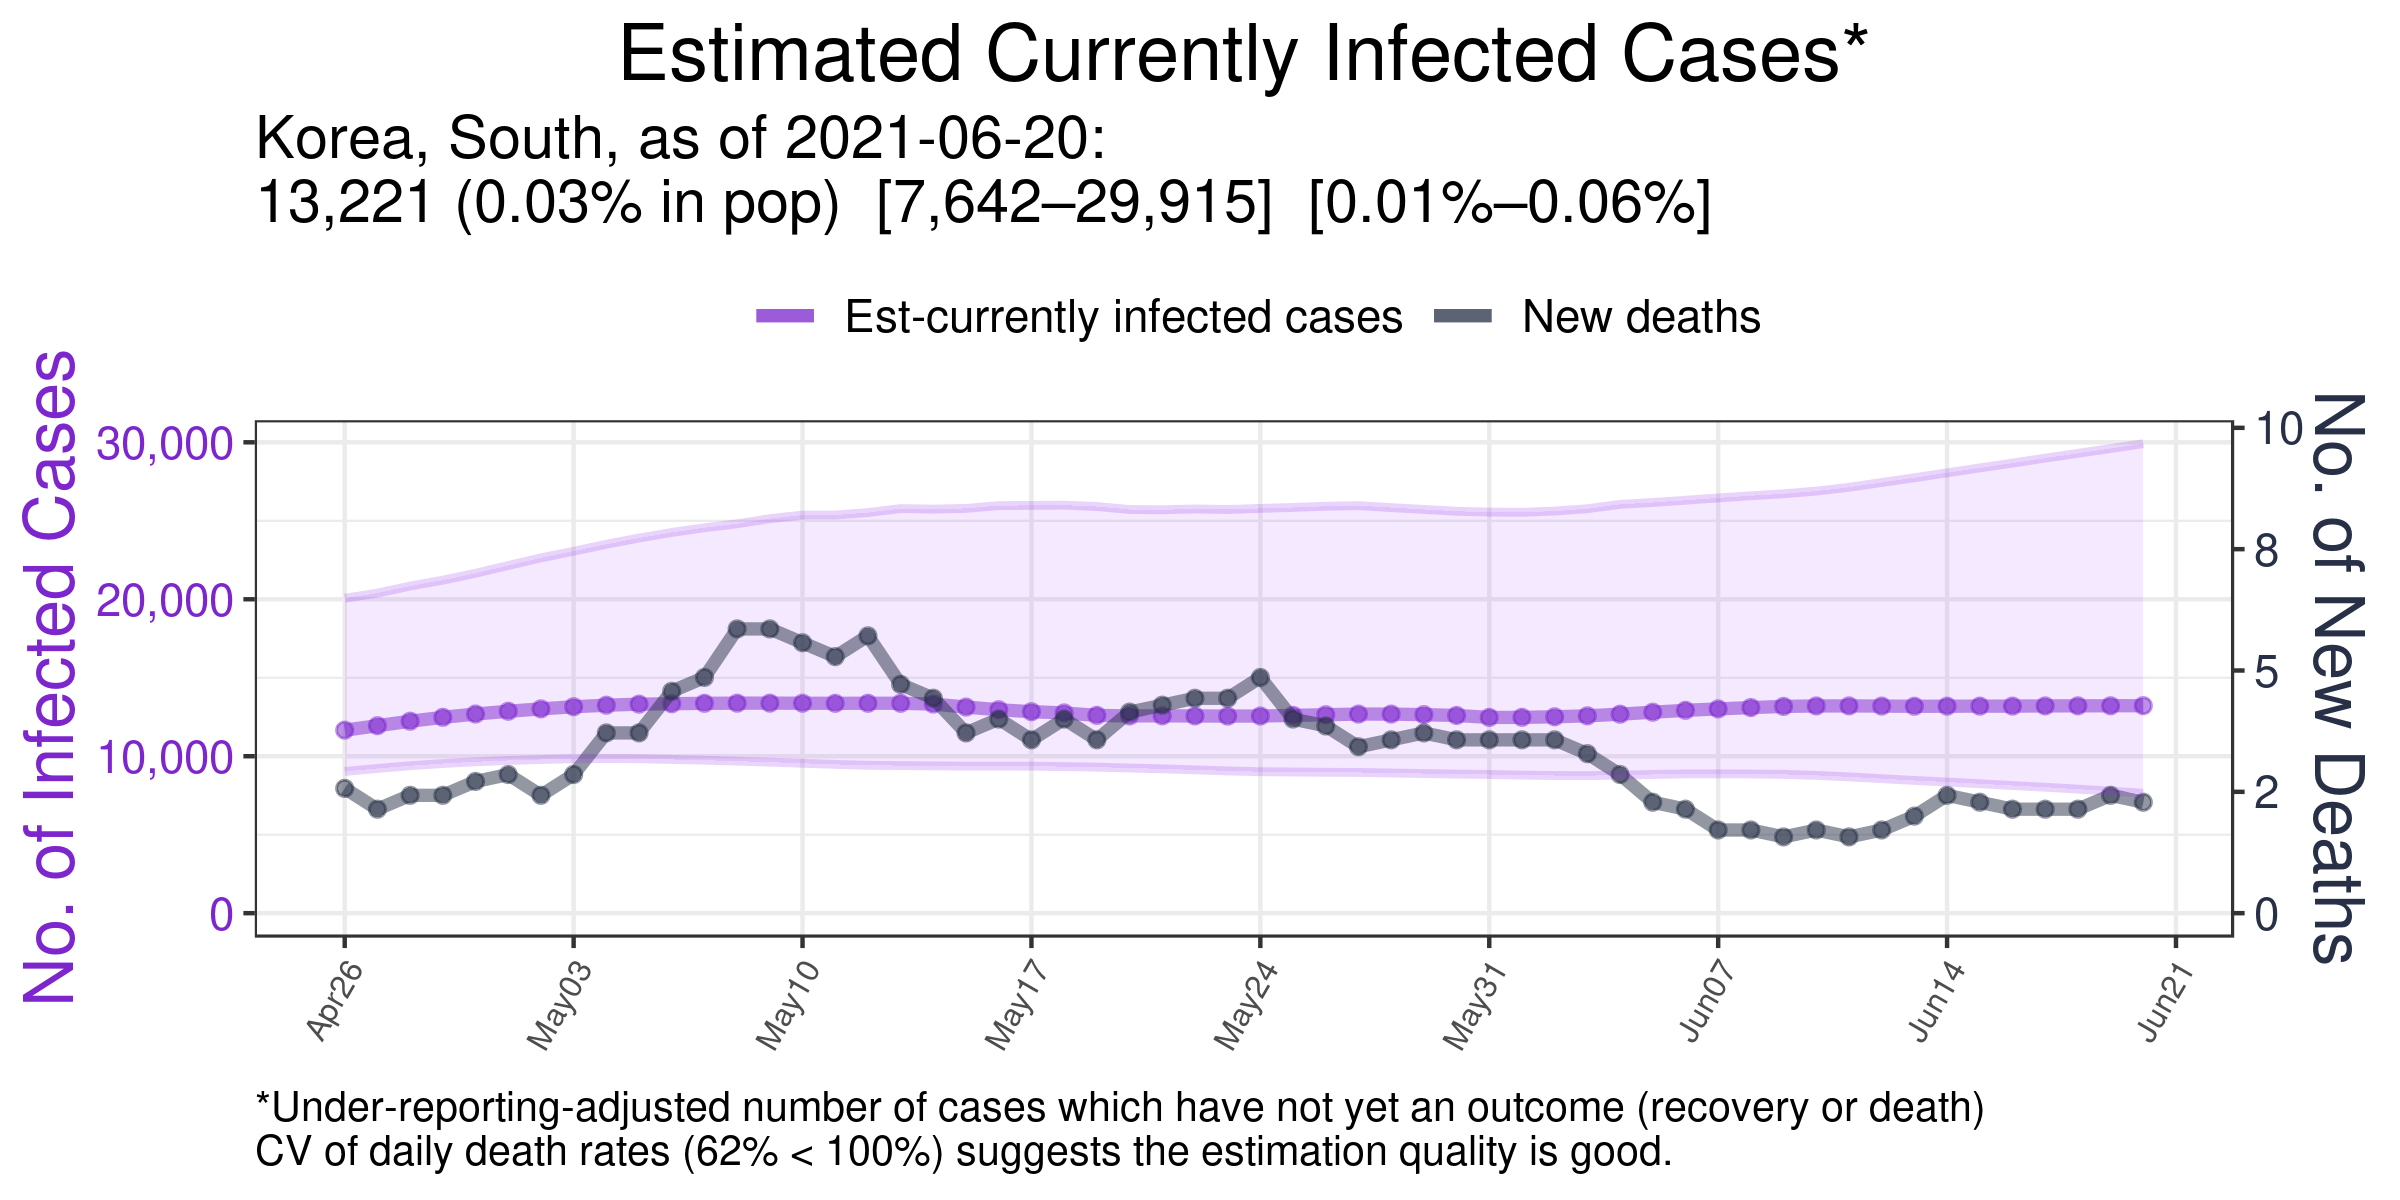 Estimated Currently Infected Cases*
Korea, South, as of 2021-06-20:
13,221 (0.03% in pop)  [7,642–29,915]  [0.01%–0.06%]
Est-currently infected cases
New deaths
No. of Infected Cases
30,000
20,000
10,000
0
10
8
5
2
0
No. of New Deaths
Apr26
May03
May10
May17
May24
May31
Jun07
Jun14
Jun21
*Under-reporting-adjusted number of cases which have not yet an outcome (recovery or death)
CV of daily death rates (62% < 100%) suggests the estimation quality is good.